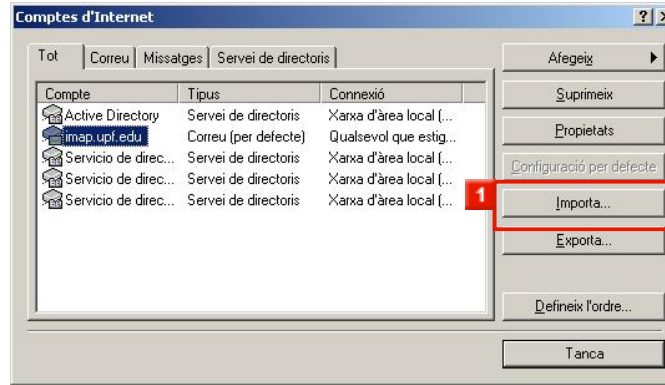 Comptes d'Internet
Tot Correu Missatges Servei de directoris
Compte Tipus Connexió
Active Directory Servei de directoris Xarxa d'àrea local (...
imap.upf.edu Correu (per defecte) Qualsevol que estig...
Servicio de direc... Servei de directoris Xarxa d'àrea local (...
Servicio de direc... Servei de directoris Xarxa d'àrea local (...
Servicio de direc... Servei de directoris Xarxa d'àrea local (...
Afegeix
Suprimeix
Propietats
Configuració per defecte
1 Importa...
Exporta...
Defineix l'ordre...
Tanca